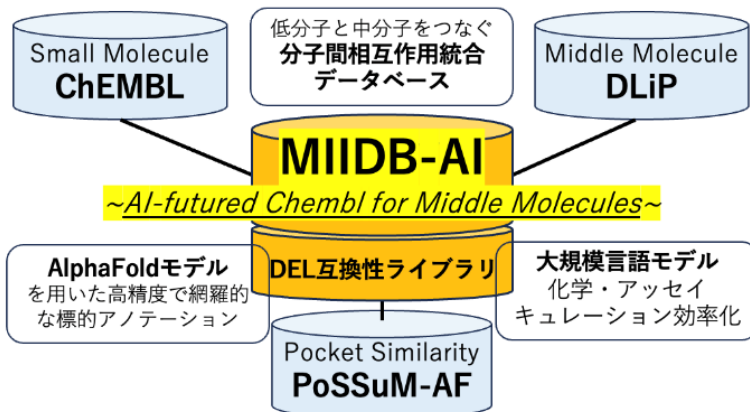 Small Molecule
ChEMBL
低分子と中分子をつなぐ
分子間相互作用統合
データベース
Middle Molecule
DLiP
MIIDB-AI
~AI-futured Chembl for Middle Molecules~
AlphaFoldモデル
を用いた高精度で網羅的
な標的アノテーション
DEL互換性ライブラリ
大規模言語モデル
化学・アッセイ
キュレーション効率化
Pocket Similarity
PoSSuM-AF